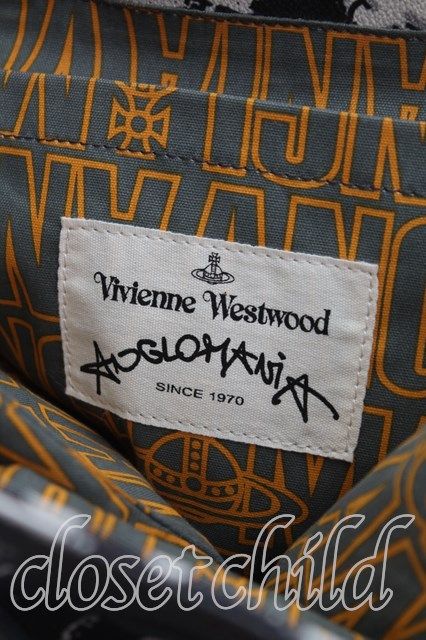 Vivienne Westwood
ANGLOMANiA
SINCE 1970
closetchild